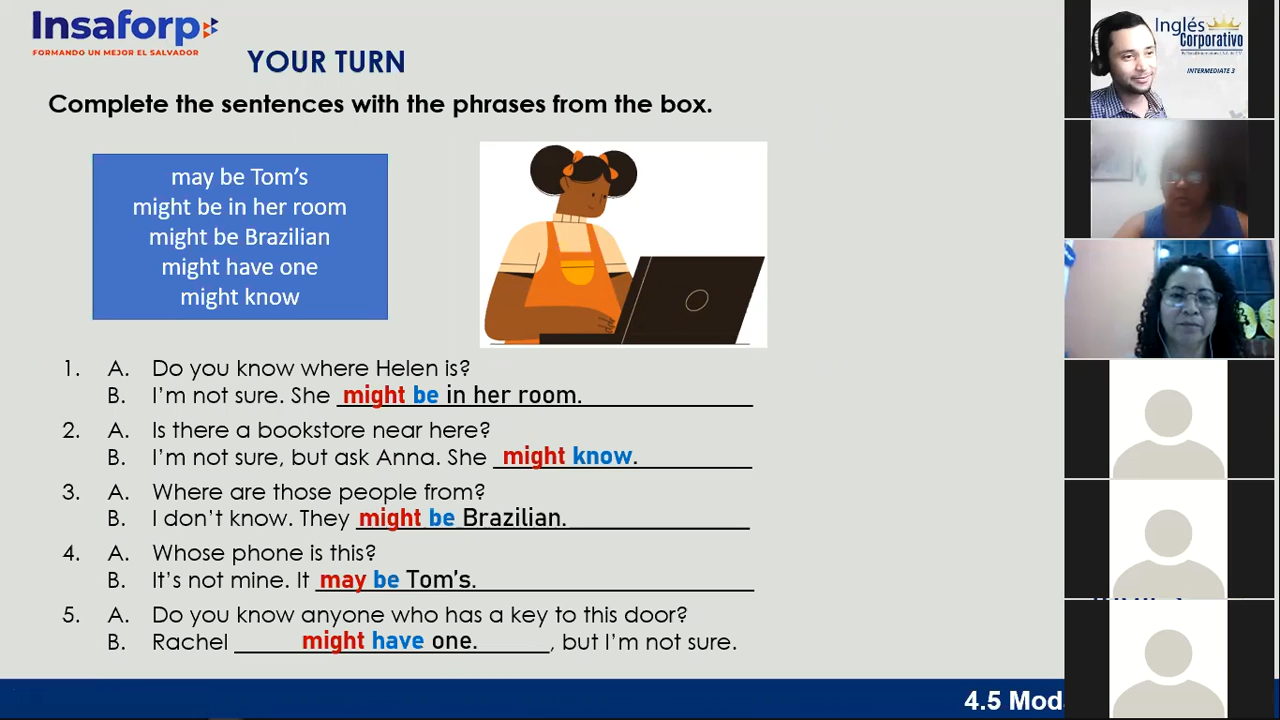 Insaforp
FORMANDO UN MEJOR EL SALVADOR
YOUR TURN
Complete the sentences with the phrases from the box.
may be Tom's
might be in her room
might be Brazilian
might have one
might know
1. A. Do you know where Helen is?
B. I'm not sure. She might be in her room.
2. A. Is there a bookstore near here?
B. I'm not sure, but ask Anna. She might know.
3. A. Where are those people from?
B. I don't know. They might be Brazilian.
4. A. Whose phone is this?
B. It's not mine. It may be Tom's.
5. A. Do you know anyone who has a key to this door?
B. Rachel might have one. , but I'm not sure.
4.5 Mod
Inglés
Corporativo
INTERMEDIATE 3